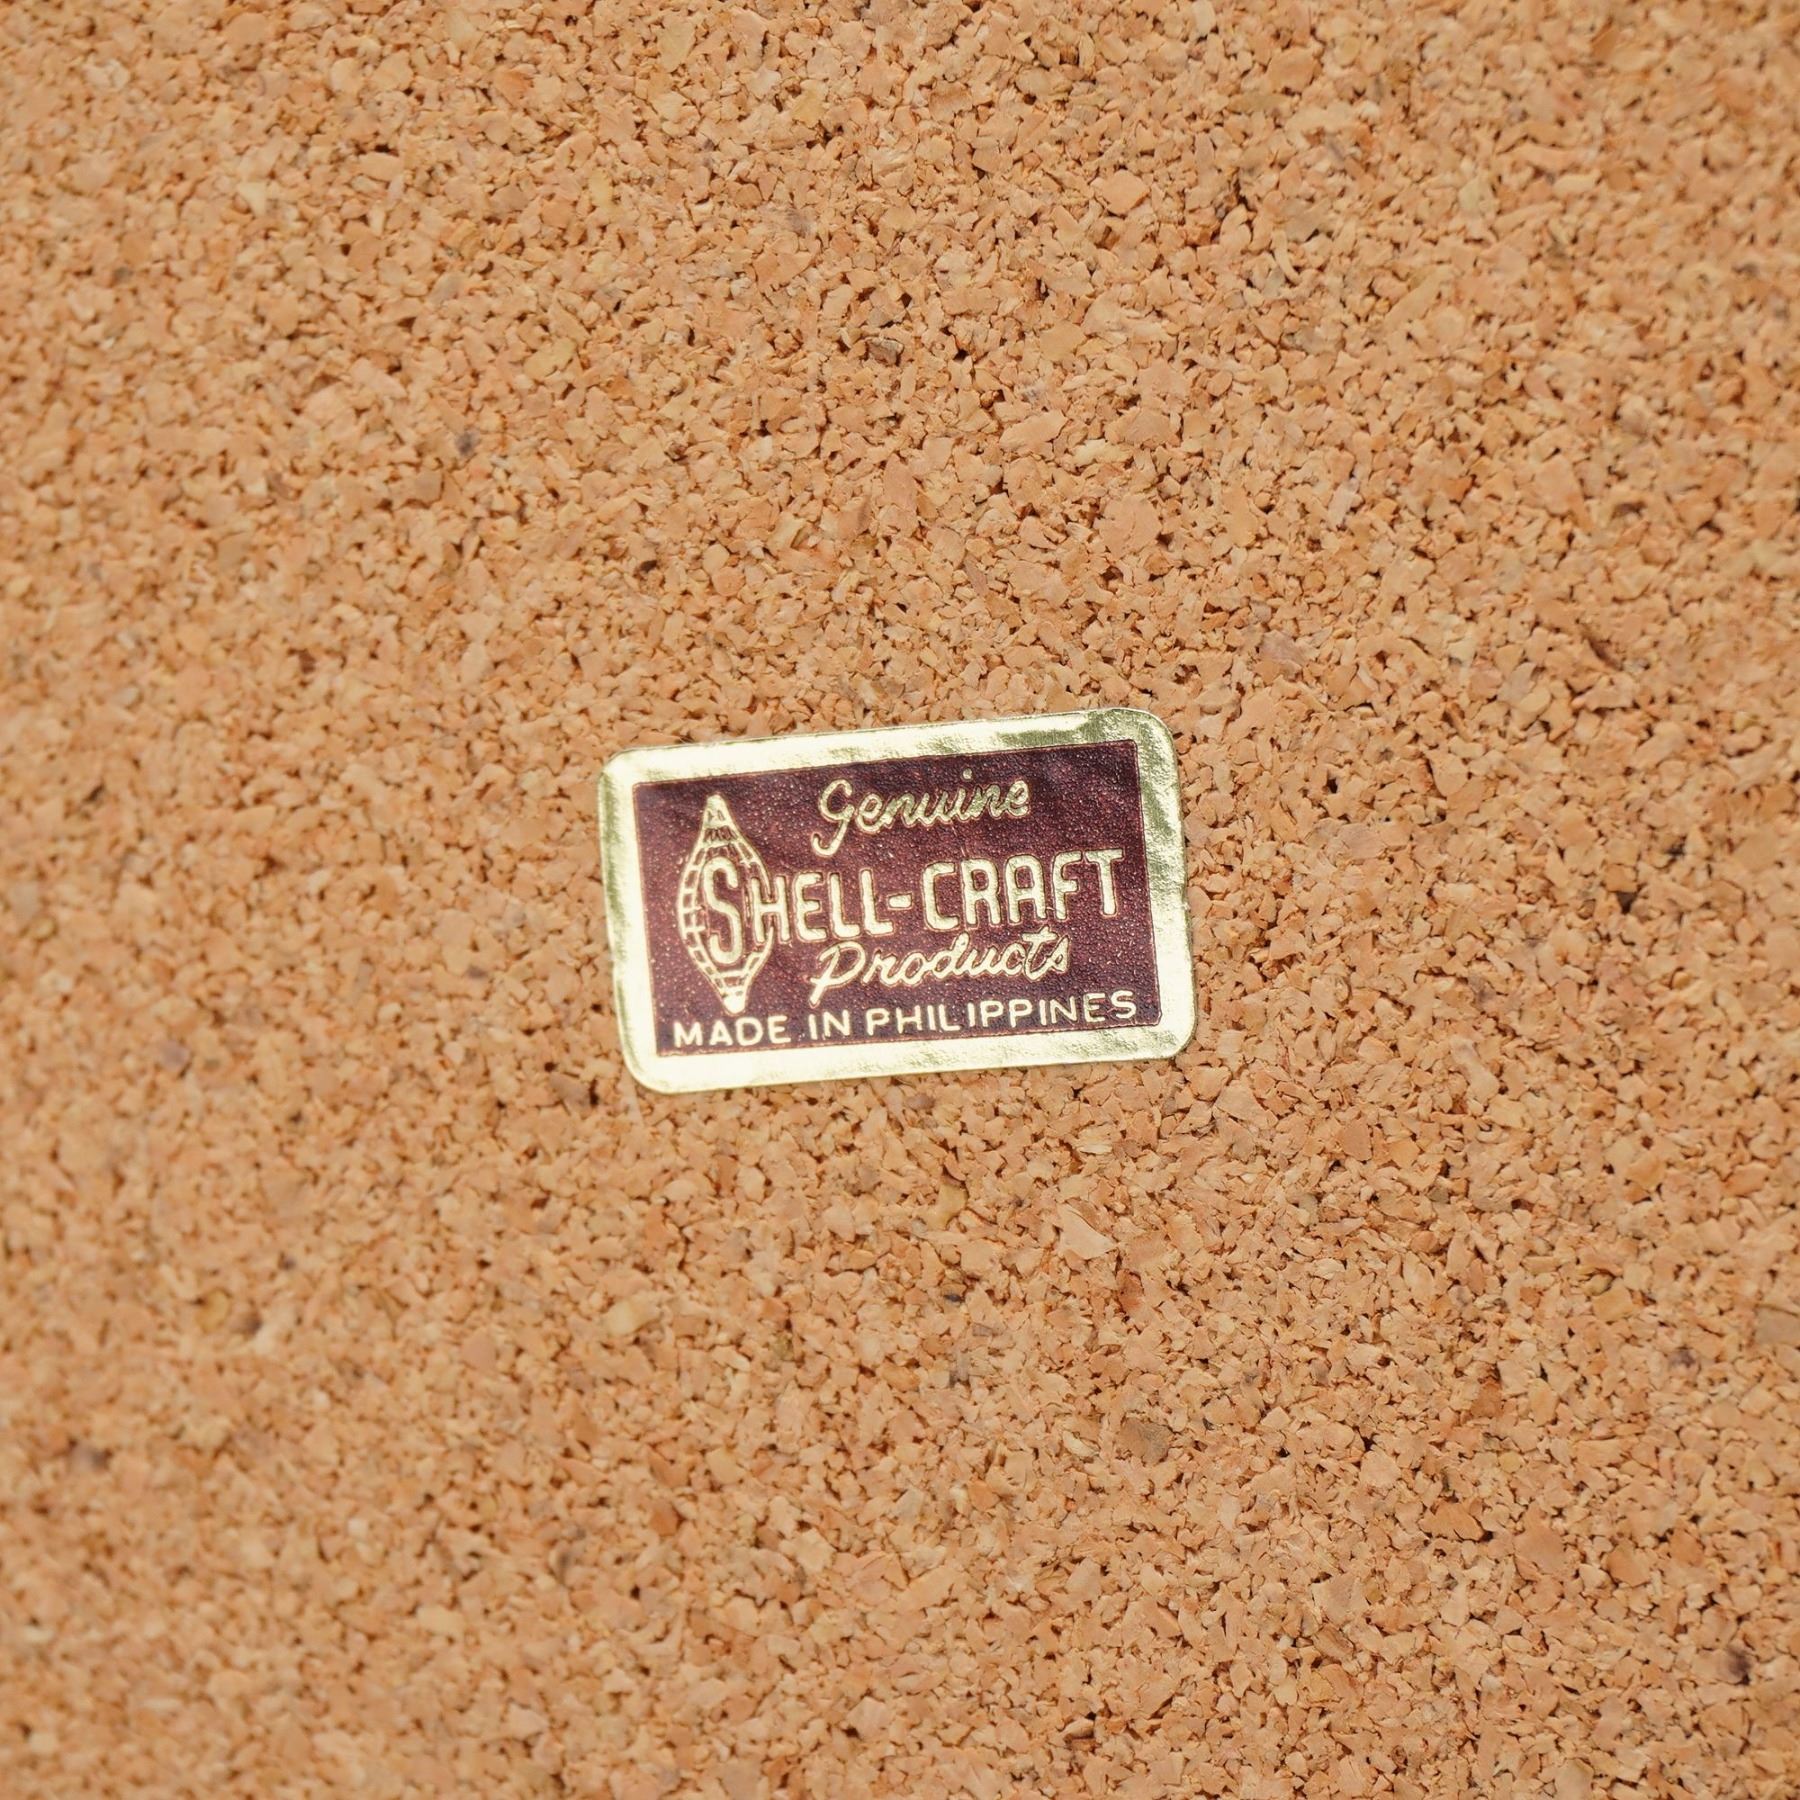 Genuine
SHELL-CRAFT
Products
MADE IN PHILIPPINES